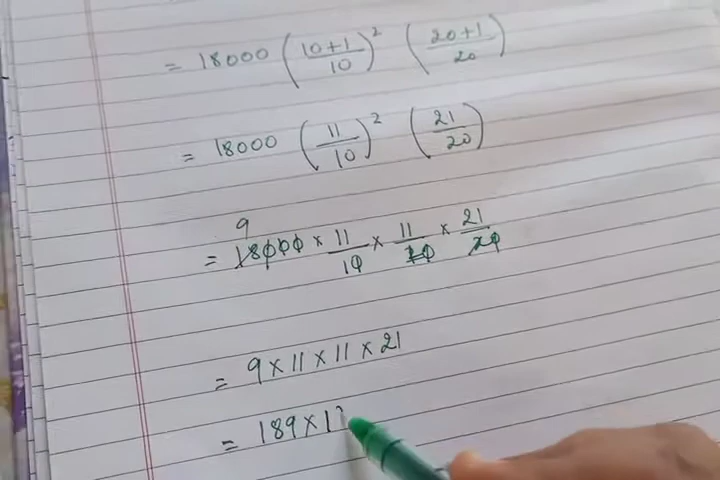 = 18000 (10+1/10)² (20+1/20)
= 18000 (11/10)² (21/20)
9
= 18000 × 11/10 × 11/10 × 21/20
= 9 × 11 × 11 × 21
= 189 × 1